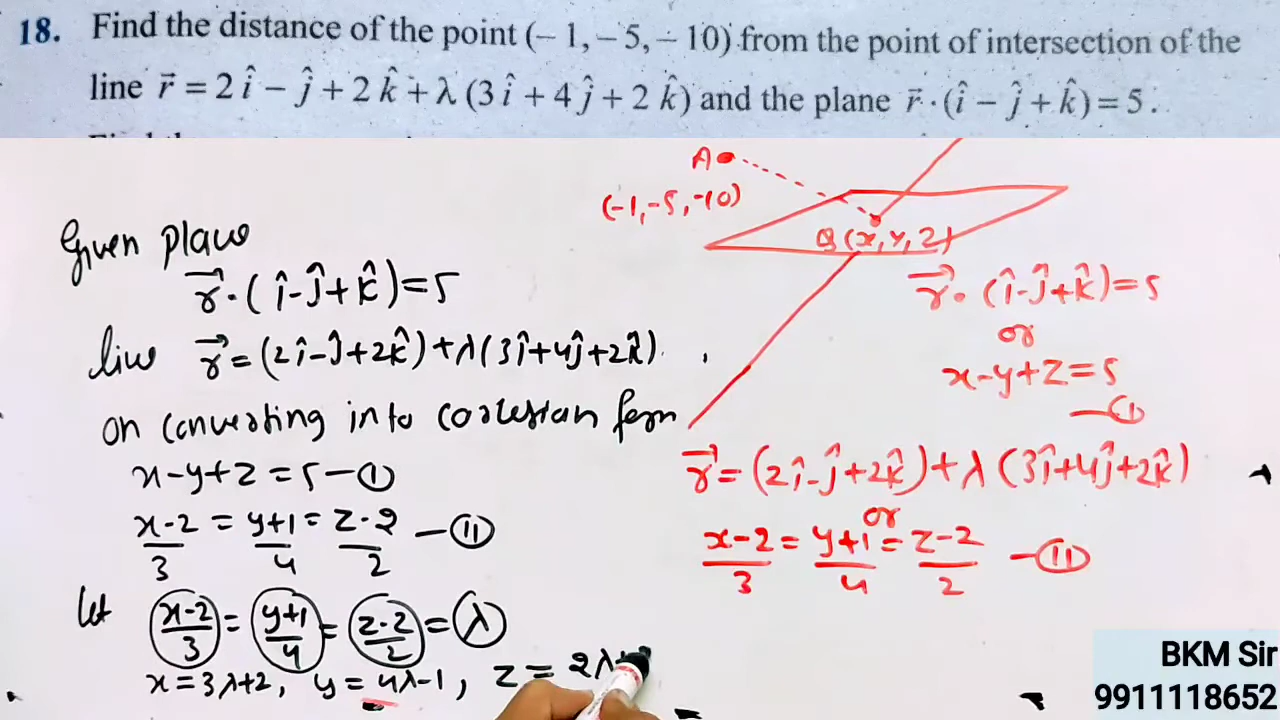 18. Find the distance of the point (– 1, – 5, – 10) from the point of intersection of the
line r⃗ = 2 î – ĵ + 2 k̂ + λ (3 î + 4 ĵ + 2 k̂) and the plane r⃗ · (î – ĵ + k̂) = 5 .
A
(-1,-5,-10)
Q(x,y,z)
Given plane
r⃗·(î-ĵ+k̂)=5
line r⃗=(2î-ĵ+2k̂)+λ(3î+4ĵ+2k̂).
on converting into cartesian form
x-y+z=5 — (I)
(x-2)/3 = (y+1)/4 = (z-2)/2 — (II)
let (x-2)/3 = (y+1)/4 = (z-2)/2 = λ
x=3λ+2, y=4λ-1, z=2λ+
r⃗·(î-ĵ+k̂)=5
or
x-y+z=5
— (I)
r⃗=(2î-ĵ+2k̂)+λ(3î+4ĵ+2k̂)
or
(x-2)/3 = (y+1)/4 = (z-2)/2 — (II)
BKM Sir
9911118652